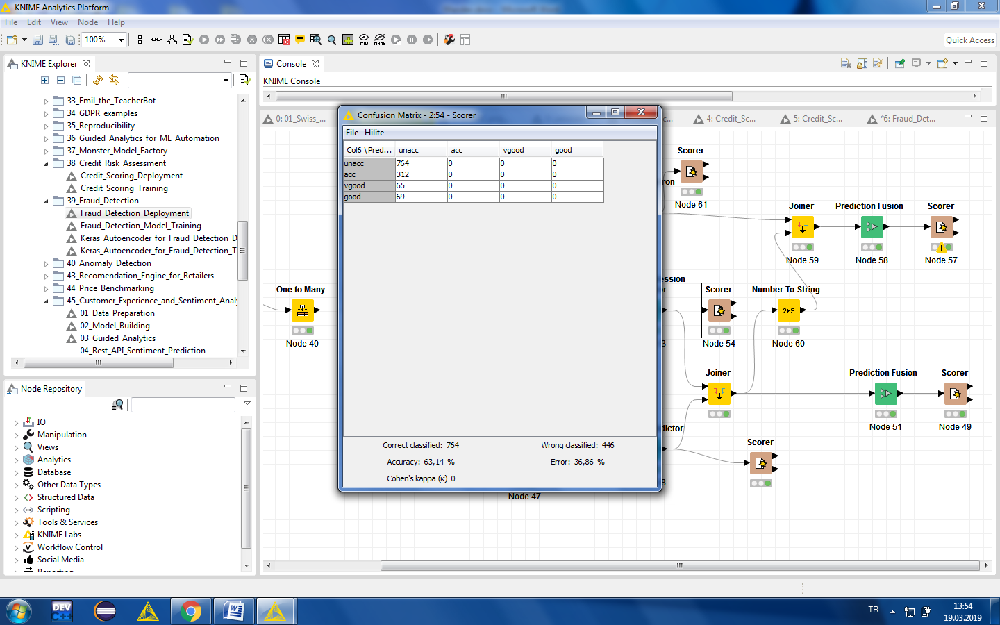 KNIME Analytics Platform
File Edit View Node Help
100%
Quick Access
KNIME Explorer
33_Emil_the_TeacherBot
34_GDPR_examples
35_Reproducibility
36_Guided_Analytics_for_ML_Automation
37_Monster_Model_Factory
38_Credit_Risk_Assessment
Credit_Scoring_Deployment
Credit_Scoring_Training
39_Fraud_Detection
Fraud_Detection_Deployment
Fraud_Detection_Model_Training
Keras_Autoencoder_for_Fraud_Detection_D
Keras_Autoencoder_for_Fraud_Detection_T
40_Anomaly_Detection
43_Recomendation_Engine_for_Retailers
44_Price_Benchmarking
45_Customer_Experience_and_Sentiment_Anal
01_Data_Preparation
02_Model_Building
03_Guided_Analytics
04_Rest_API_Sentiment_Prediction
Node Repository
IO
Manipulation
Views
Analytics
Database
Other Data Types
Structured Data
Scripting
Tools & Services
KNIME Labs
Workflow Control
Social Media
Reporting
Console
KNIME Console
0: 01_Swiss_...
c...
4: Credit_Sc...
5: Credit_Sc...
*6: Fraud_Det...
Confusion Matrix - 2:54 - Scorer
File Hilite
Col6 \Pred... unacc acc vgood good
unacc 764 0 0 0
acc 312 0 0 0
vgood 65 0 0 0
good 69 0 0 0
Correct classified: 764 Wrong classified: 446
Accuracy: 63,14 % Error: 36,86 %
Cohen's kappa (κ) 0
Scorer
ron
Node 61
Joiner Prediction Fusion Scorer
Node 59 Node 58 Node 57
One to Many
Node 40
ession
or
Scorer
Number To String
3
Node 54
Node 60
Joiner
Prediction Fusion
Scorer
Node 51
Node 49
dictor
Scorer
8
Node 47
DEV
C++
TR
13:54
19.03.2019